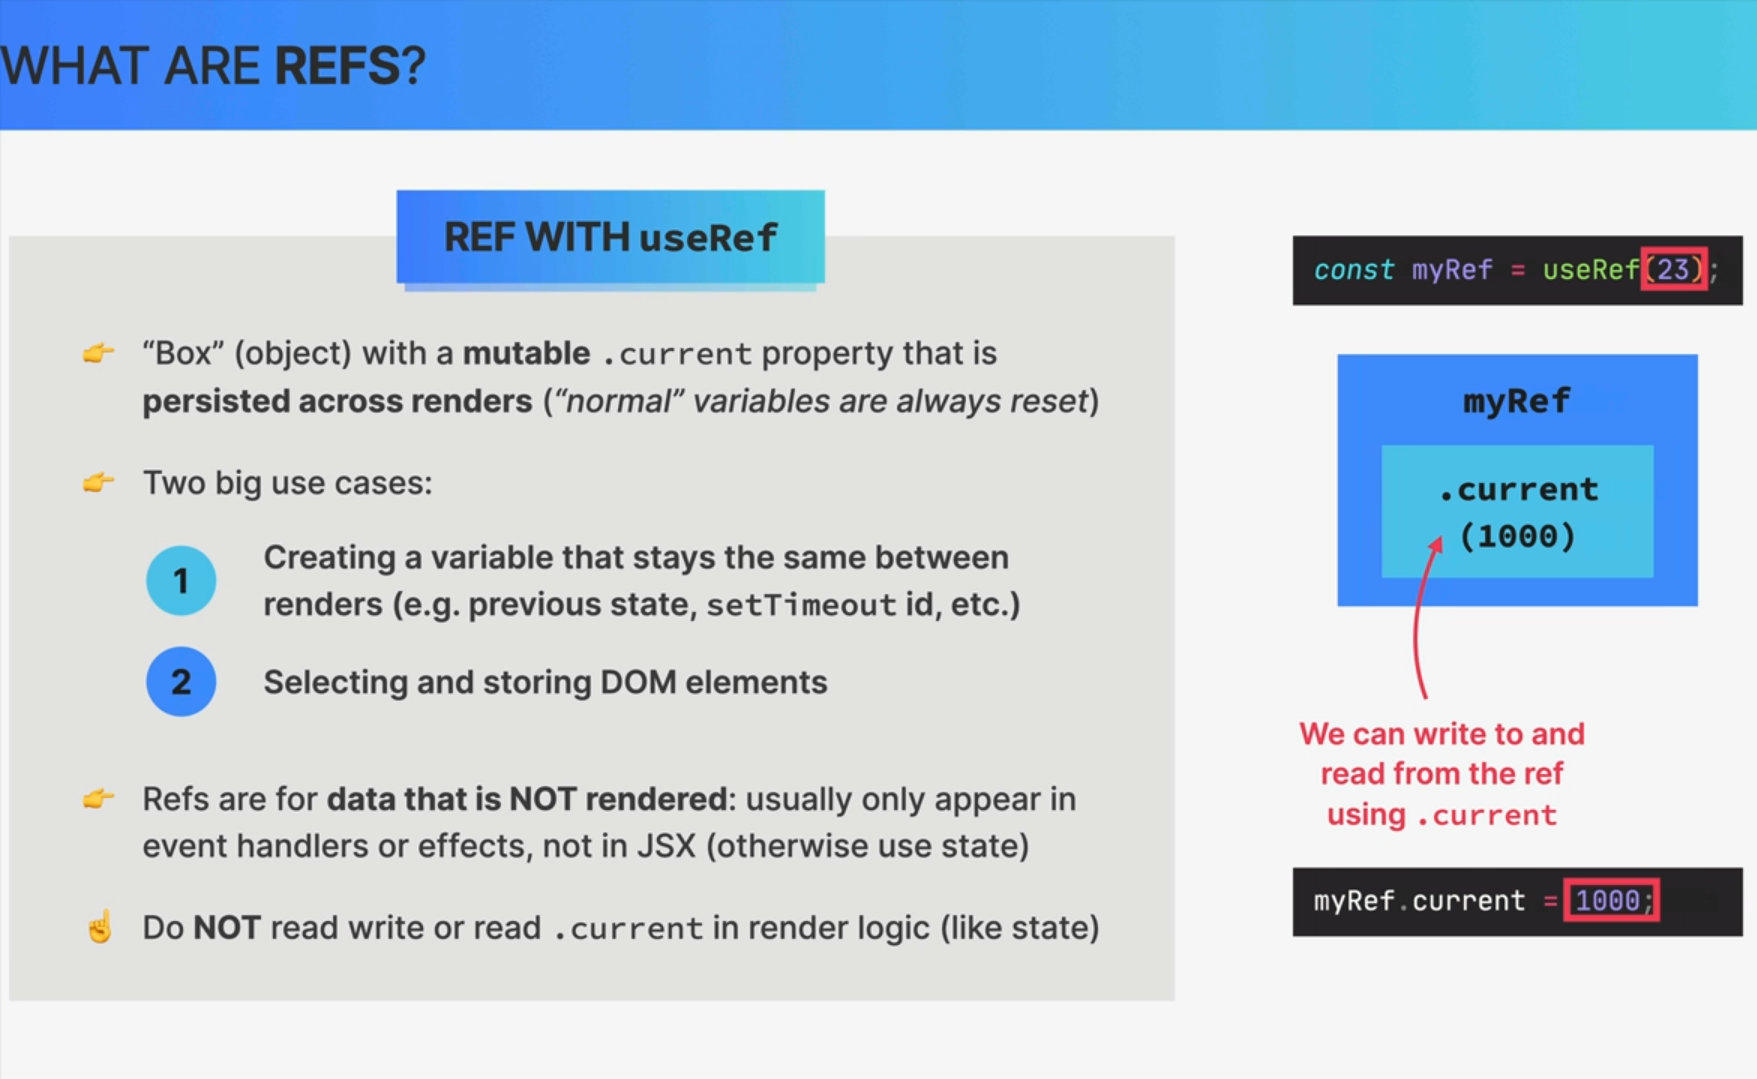 WHAT ARE REFS?
REF WITH useRef
“Box” (object) with a mutable .current property that is
persisted across renders (“normal” variables are always reset)
Two big use cases:
1
Creating a variable that stays the same between
renders (e.g. previous state, setTimeout id, etc.)
2
Selecting and storing DOM elements
Refs are for data that is NOT rendered: usually only appear in
event handlers or effects, not in JSX (otherwise use state)
Do NOT read write or read .current in render logic (like state)
const myRef = useRef(23);
myRef
.current
(1000)
We can write to and
read from the ref
using .current
myRef.current = 1000;